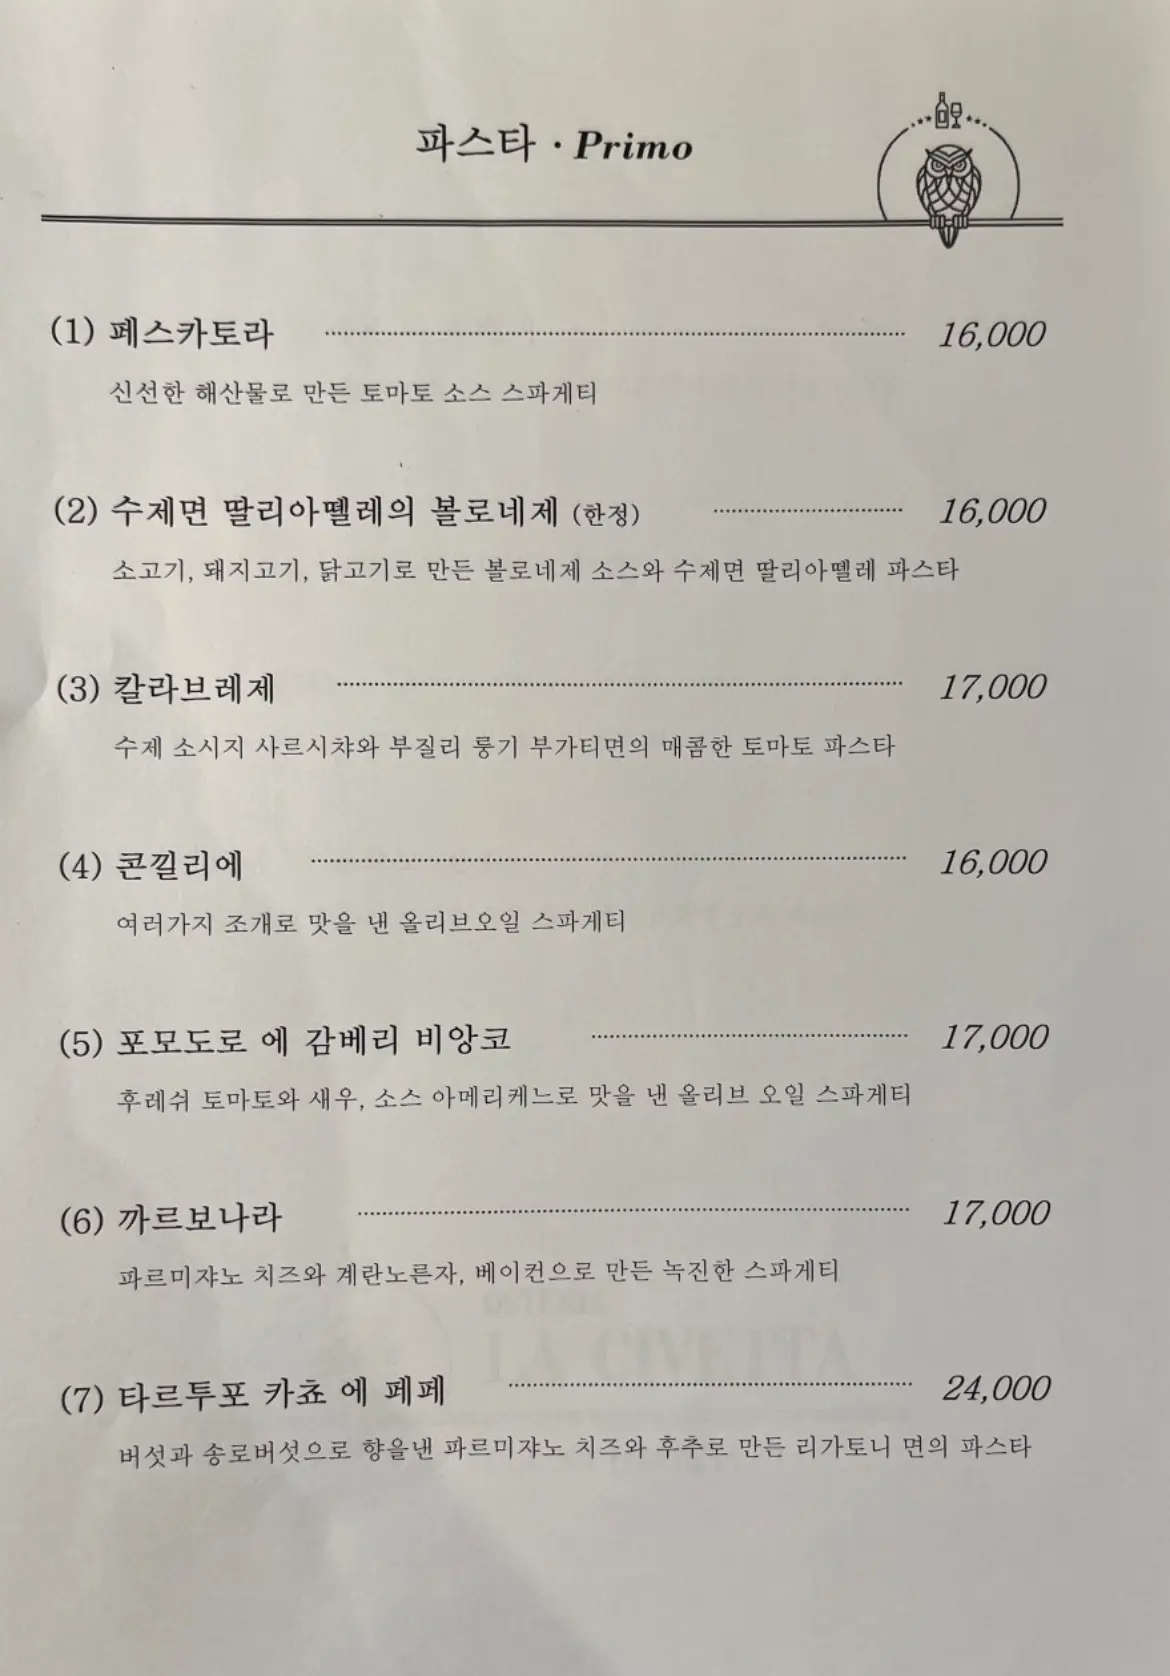 파스타 · Primo
(1) 페스카토라 16,000
신선한 해산물로 만든 토마토 소스 스파게티
(2) 수제면 딸리아뗄레의 볼로네제 (한정) 16,000
소고기, 돼지고기, 닭고기로 만든 볼로네제 소스와 수제면 딸리아뗄레 파스타
(3) 칼라브레제 17,000
수제 소시지 사르시챠와 부질리 룽기 부가티면의 매콤한 토마토 파스타
(4) 콘낄리에 16,000
여러가지 조개로 맛을 낸 올리브오일 스파게티
(5) 포모도로 에 감베리 비앙코 17,000
후레쉬 토마토와 새우, 소스 아메리케느로 맛을 낸 올리브 오일 스파게티
(6) 까르보나라 17,000
파르미쟈노 치즈와 계란노른자, 베이컨으로 만든 녹진한 스파게티
LA CIVETTA
(7) 타르투포 카쵸 에 페페 24,000
버섯과 송로버섯으로 향을낸 파르미쟈노 치즈와 후추로 만든 리가토니 면의 파스타